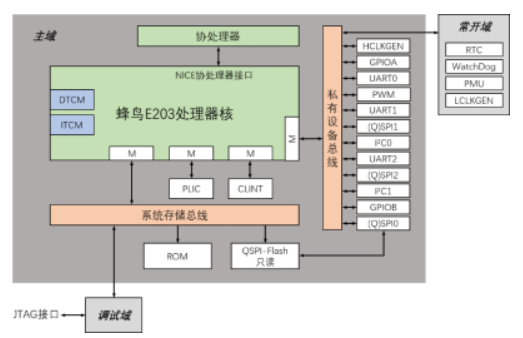 主域
协处理器
NICE协处理器接口
DTCM
ITCM
蜂鸟E203处理器核
M
M
M
M
PLIC
CLINT
系统存储总线
ROM
QSPI-Flash
只读
私有设备总线
HCLKGEN
GPIOA
UART0
PWM
UART1
(Q)SPI1
I²C0
UART2
(Q)SPI2
I²C1
GPIOB
(Q)SPI0
常开域
RTC
WatchDog
PMU
LCLKGEN
JTAG接口
调试域